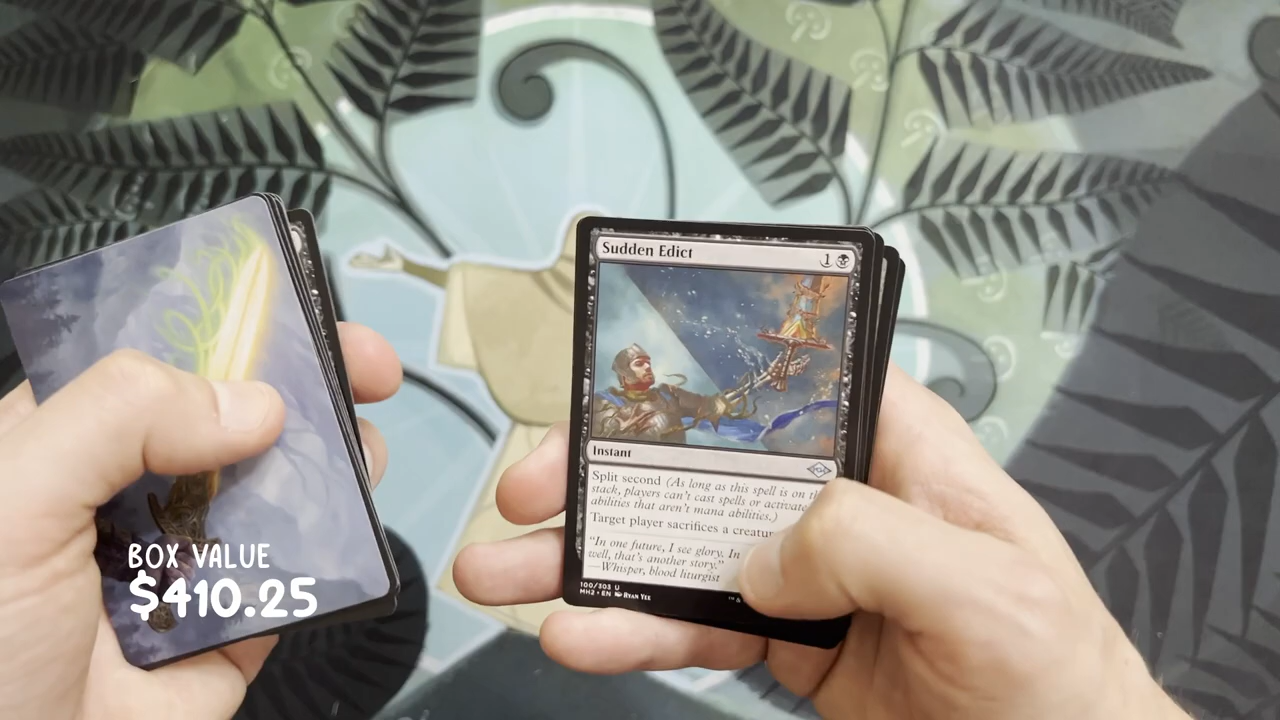 Sudden Edict 1
Instant
Split second (As long as this spell is on
stack, players can't cast spells or activate
abilities that aren't mana abilities.)
Target player sacrifices a
"In one future, I see glory. In
well, that's another story."
—Whisper, blood liturgist
100/303 U
MH2 • EN Ryan Yee
BOX VALUE
$410.25